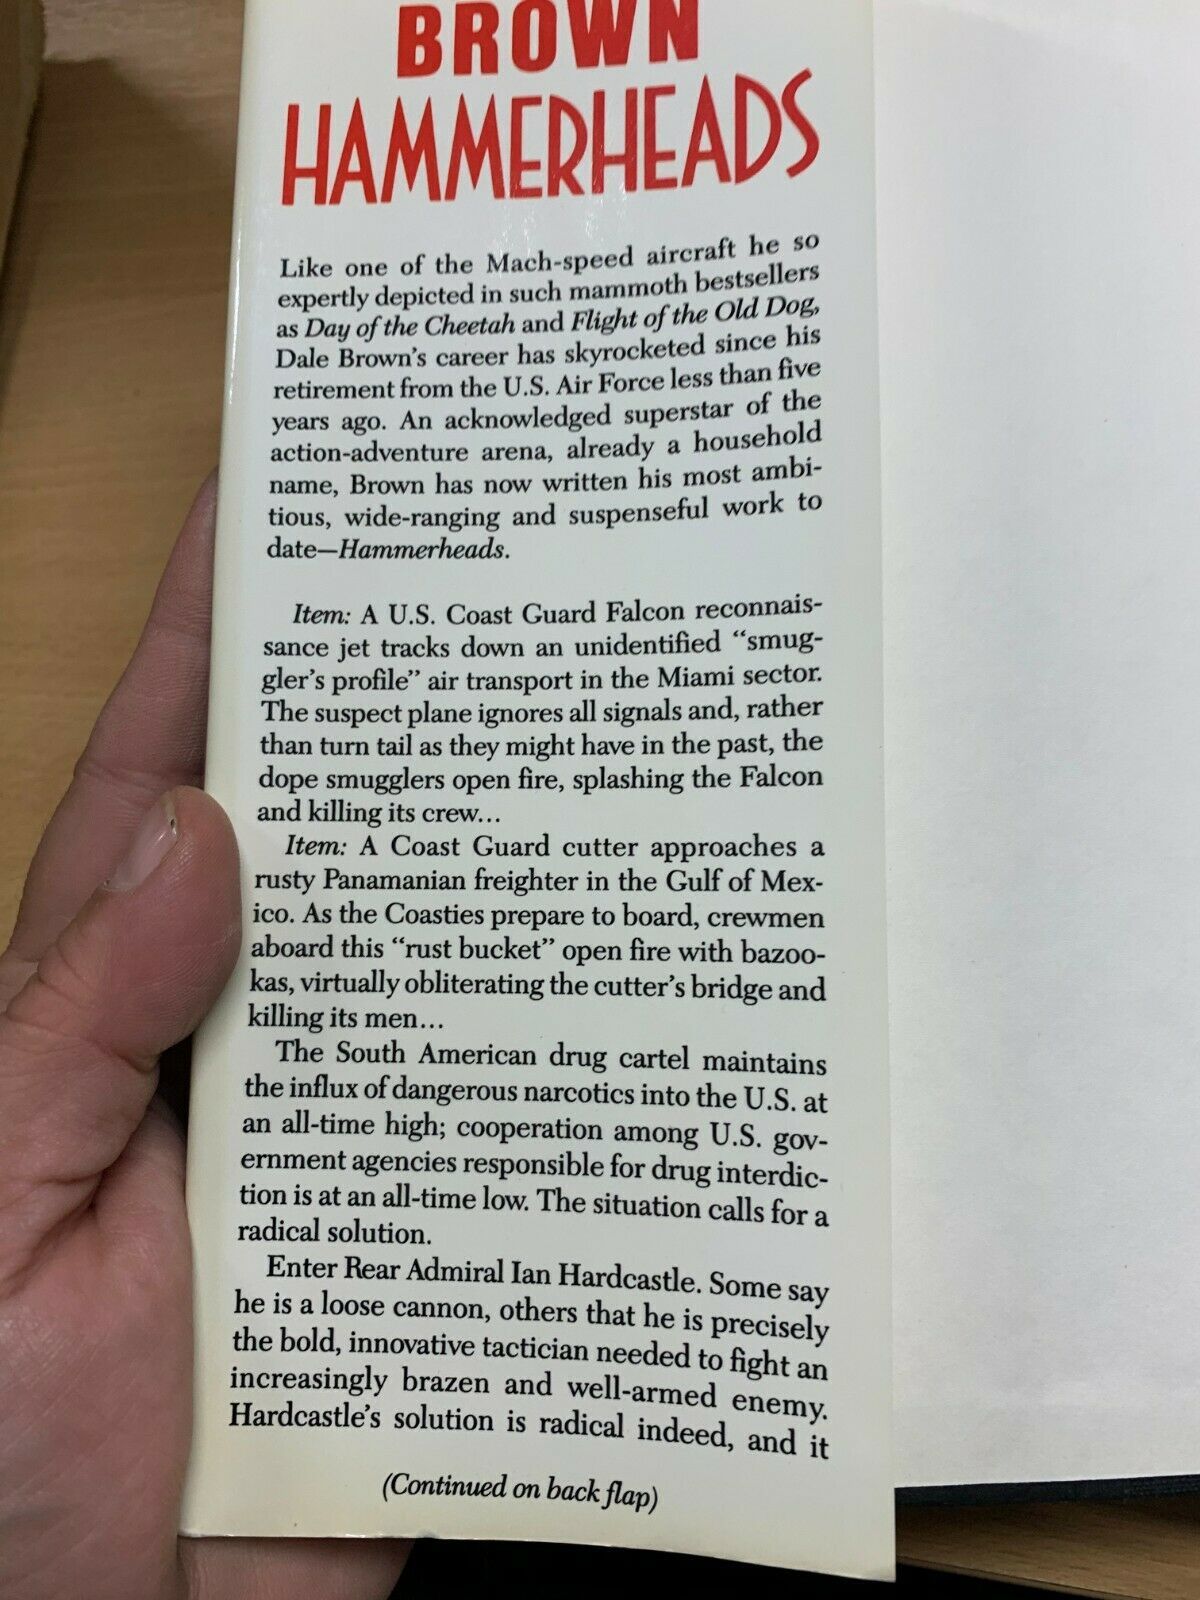 BROWN
HAMMERHEADS
Like one of the Mach-speed aircraft he so
expertly depicted in such mammoth bestsellers
as Day of the Cheetah and Flight of the Old Dog,
Dale Brown's career has skyrocketed since his
retirement from the U.S. Air Force less than five
years ago. An acknowledged superstar of the
action-adventure arena, already a household
name, Brown has now written his most ambi-
tious, wide-ranging and suspenseful work to
date—Hammerheads.
Item: A U.S. Coast Guard Falcon reconnais-
sance jet tracks down an unidentified “smug-
gler's profile” air transport in the Miami sector.
The suspect plane ignores all signals and, rather
than turn tail as they might have in the past, the
dope smugglers open fire, splashing the Falcon
and killing its crew...
Item: A Coast Guard cutter approaches a
rusty Panamanian freighter in the Gulf of Mex-
ico. As the Coasties prepare to board, crewmen
aboard this “rust bucket” open fire with bazoo-
kas, virtually obliterating the cutter's bridge and
killing its men...
The South American drug cartel maintains
the influx of dangerous narcotics into the U.S. at
an all-time high; cooperation among U.S. gov-
ernment agencies responsible for drug interdic-
tion is at an all-time low. The situation calls for a
radical solution.
Enter Rear Admiral Ian Hardcastle. Some say
he is a loose cannon, others that he is precisely
the bold, innovative tactician needed to fight an
increasingly brazen and well-armed enemy.
Hardcastle's solution is radical indeed, and it
(Continued on back flap)